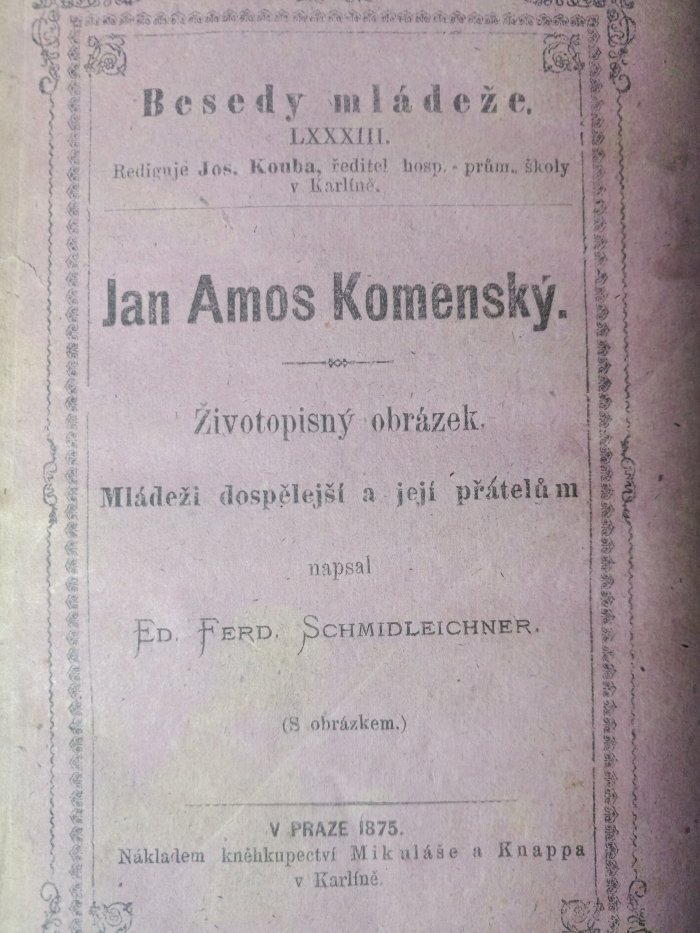 Besedy mládeže.
LXXXIII.
Rediguje Jos. Kouba, ředitel hosp. - prům. školy
v Karlíně.
Jan Amos Komenský.
Životopisný obrázek.
Mládeži dospělejší a její přátelům
napsal
ED. FERD. SCHMIDLEICHNER.
(S obrázkem.)
V PRAZE 1875.
Nákladem kněhkupectví Mikuláše a Knappa
v Karlíně.